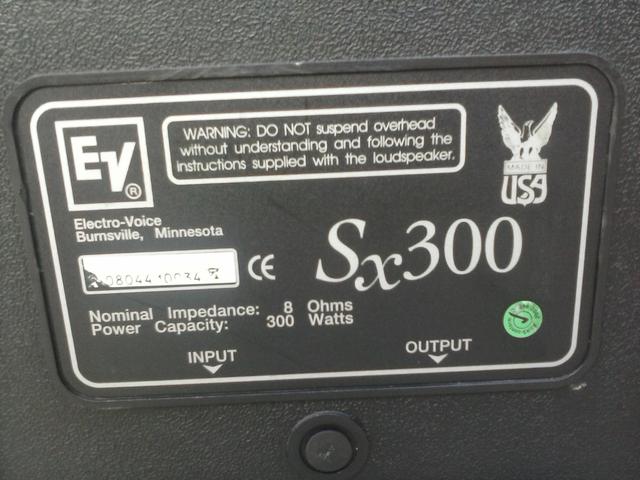 WARNING: DO NOT suspend overhead
without understanding and following the
instructions supplied with the loudspeaker.
EV®
MADE IN
USA
Electro-Voice
Burnsville, Minnesota
CE
Sx300
Nominal Impedance: 8 Ohms
Power Capacity: 300 Watts
INPUT
OUTPUT